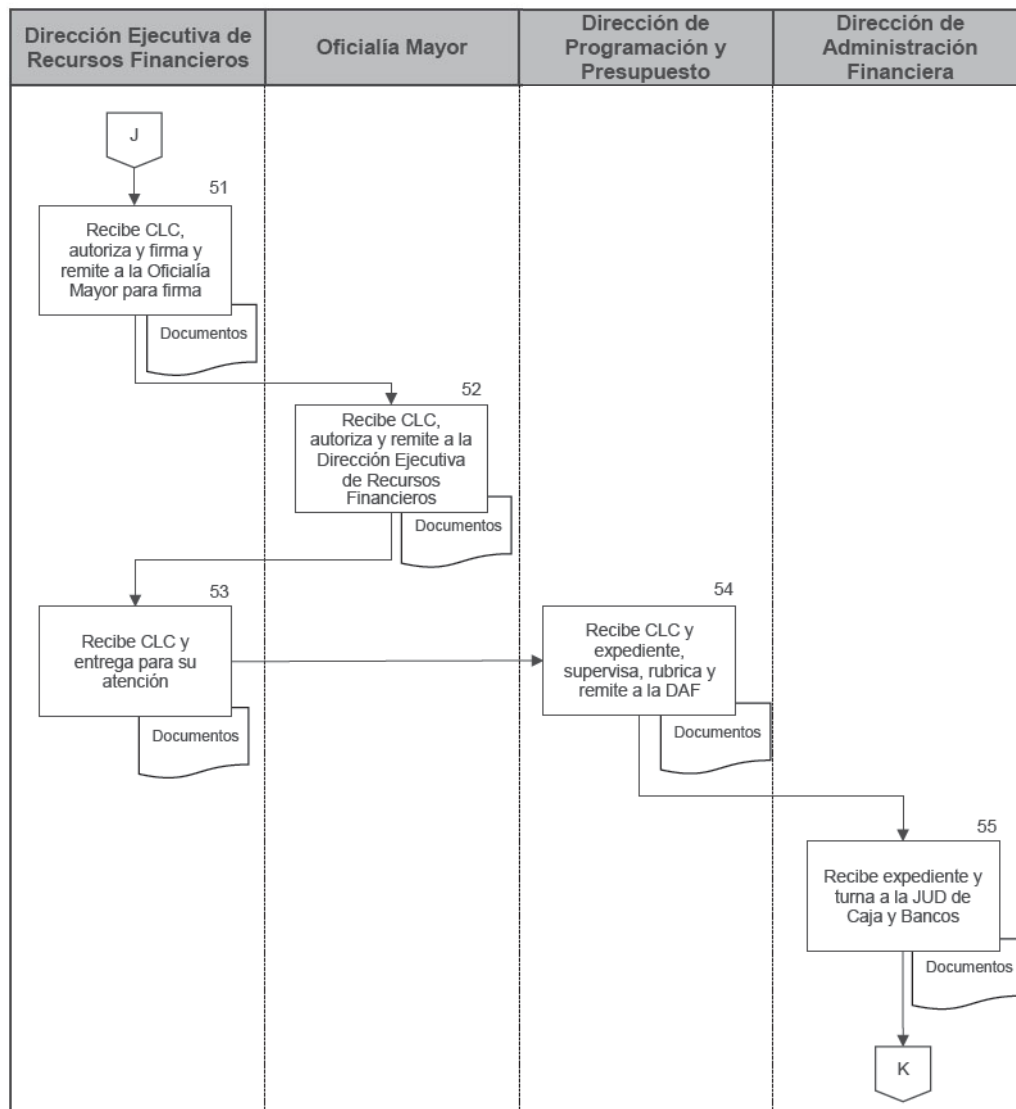 Dirección Ejecutiva de
Recursos Financieros
Oficialía Mayor
Dirección de
Programación y
Presupuesto
Dirección de
Administración
Financiera
J
51
Recibe CLC,
autoriza y firma y
remite a la Oficialía
Mayor para firma
Documentos
52
Recibe CLC,
autoriza y remite a la
Dirección Ejecutiva
de Recursos
Financieros
Documentos
53
Recibe CLC y
entrega para su
atención
Documentos
54
Recibe CLC y
expediente,
supervisa, rubrica y
remite a la DAF
Documentos
55
Recibe expediente y
turna a la JUD de
Caja y Bancos
Documentos
K